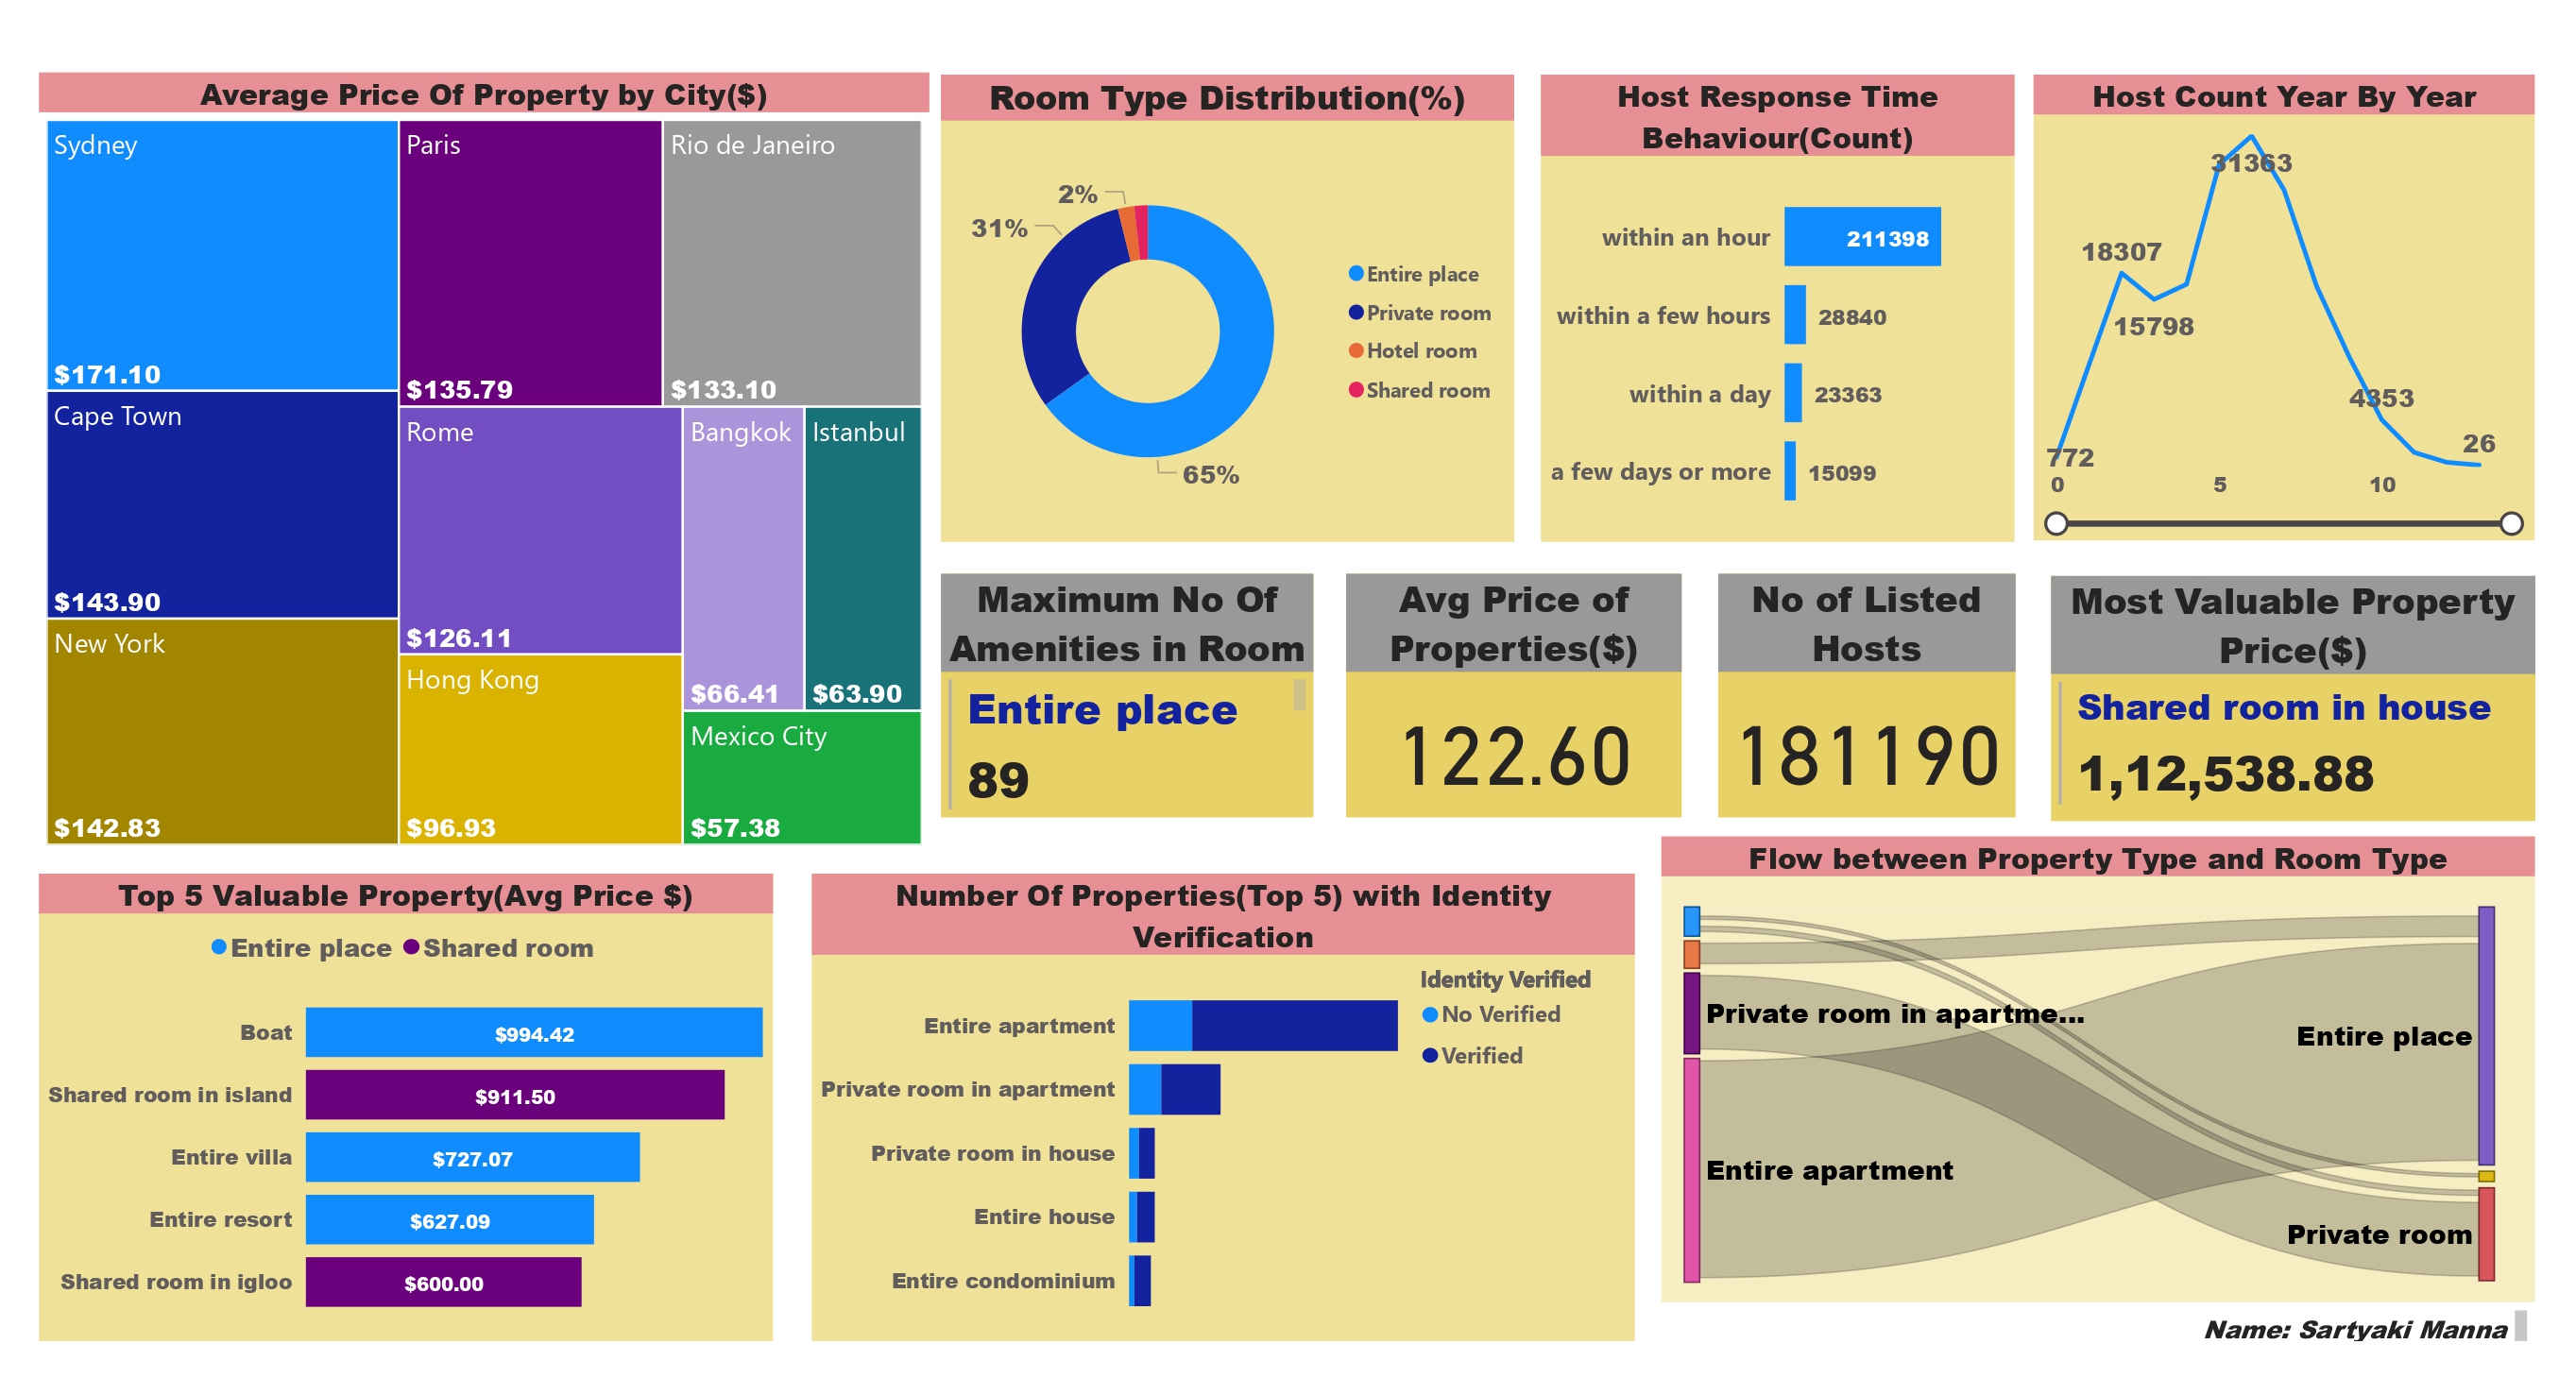 Average Price Of Property by City($)
Sydney
$171.10
Cape Town
$143.90
New York
$142.83
Paris
$135.79
Rio de Janeiro
$133.10
Rome
$126.11
Hong Kong
$96.93
Bangkok
$66.41
Istanbul
$63.90
Mexico City
$57.38
Room Type Distribution(%)
2%
31%
65%
Entire place
Private room
Hotel room
Shared room
Host Response Time
Behaviour(Count)
within an hour
211398
within a few hours
28840
within a day
23363
a few days or more
15099
Host Count Year By Year
31363
18307
15798
4353
26
772
0
5
10
Maximum No Of
Amenities in Room
Entire place
89
Avg Price of
Properties($)
122.60
No of Listed
Hosts
181190
Most Valuable Property
Price($)
Shared room in house
1,12,538.88
Top 5 Valuable Property(Avg Price $)
Entire place
Shared room
Boat
$994.42
Shared room in island
$911.50
Entire villa
$727.07
Entire resort
$627.09
Shared room in igloo
$600.00
Number Of Properties(Top 5) with Identity
Verification
Identity Verified
No Verified
Verified
Entire apartment
Private room in apartment
Private room in house
Entire house
Entire condominium
Flow between Property Type and Room Type
Private room in apartme...
Entire apartment
Entire place
Private room
Name: Sartyaki Manna